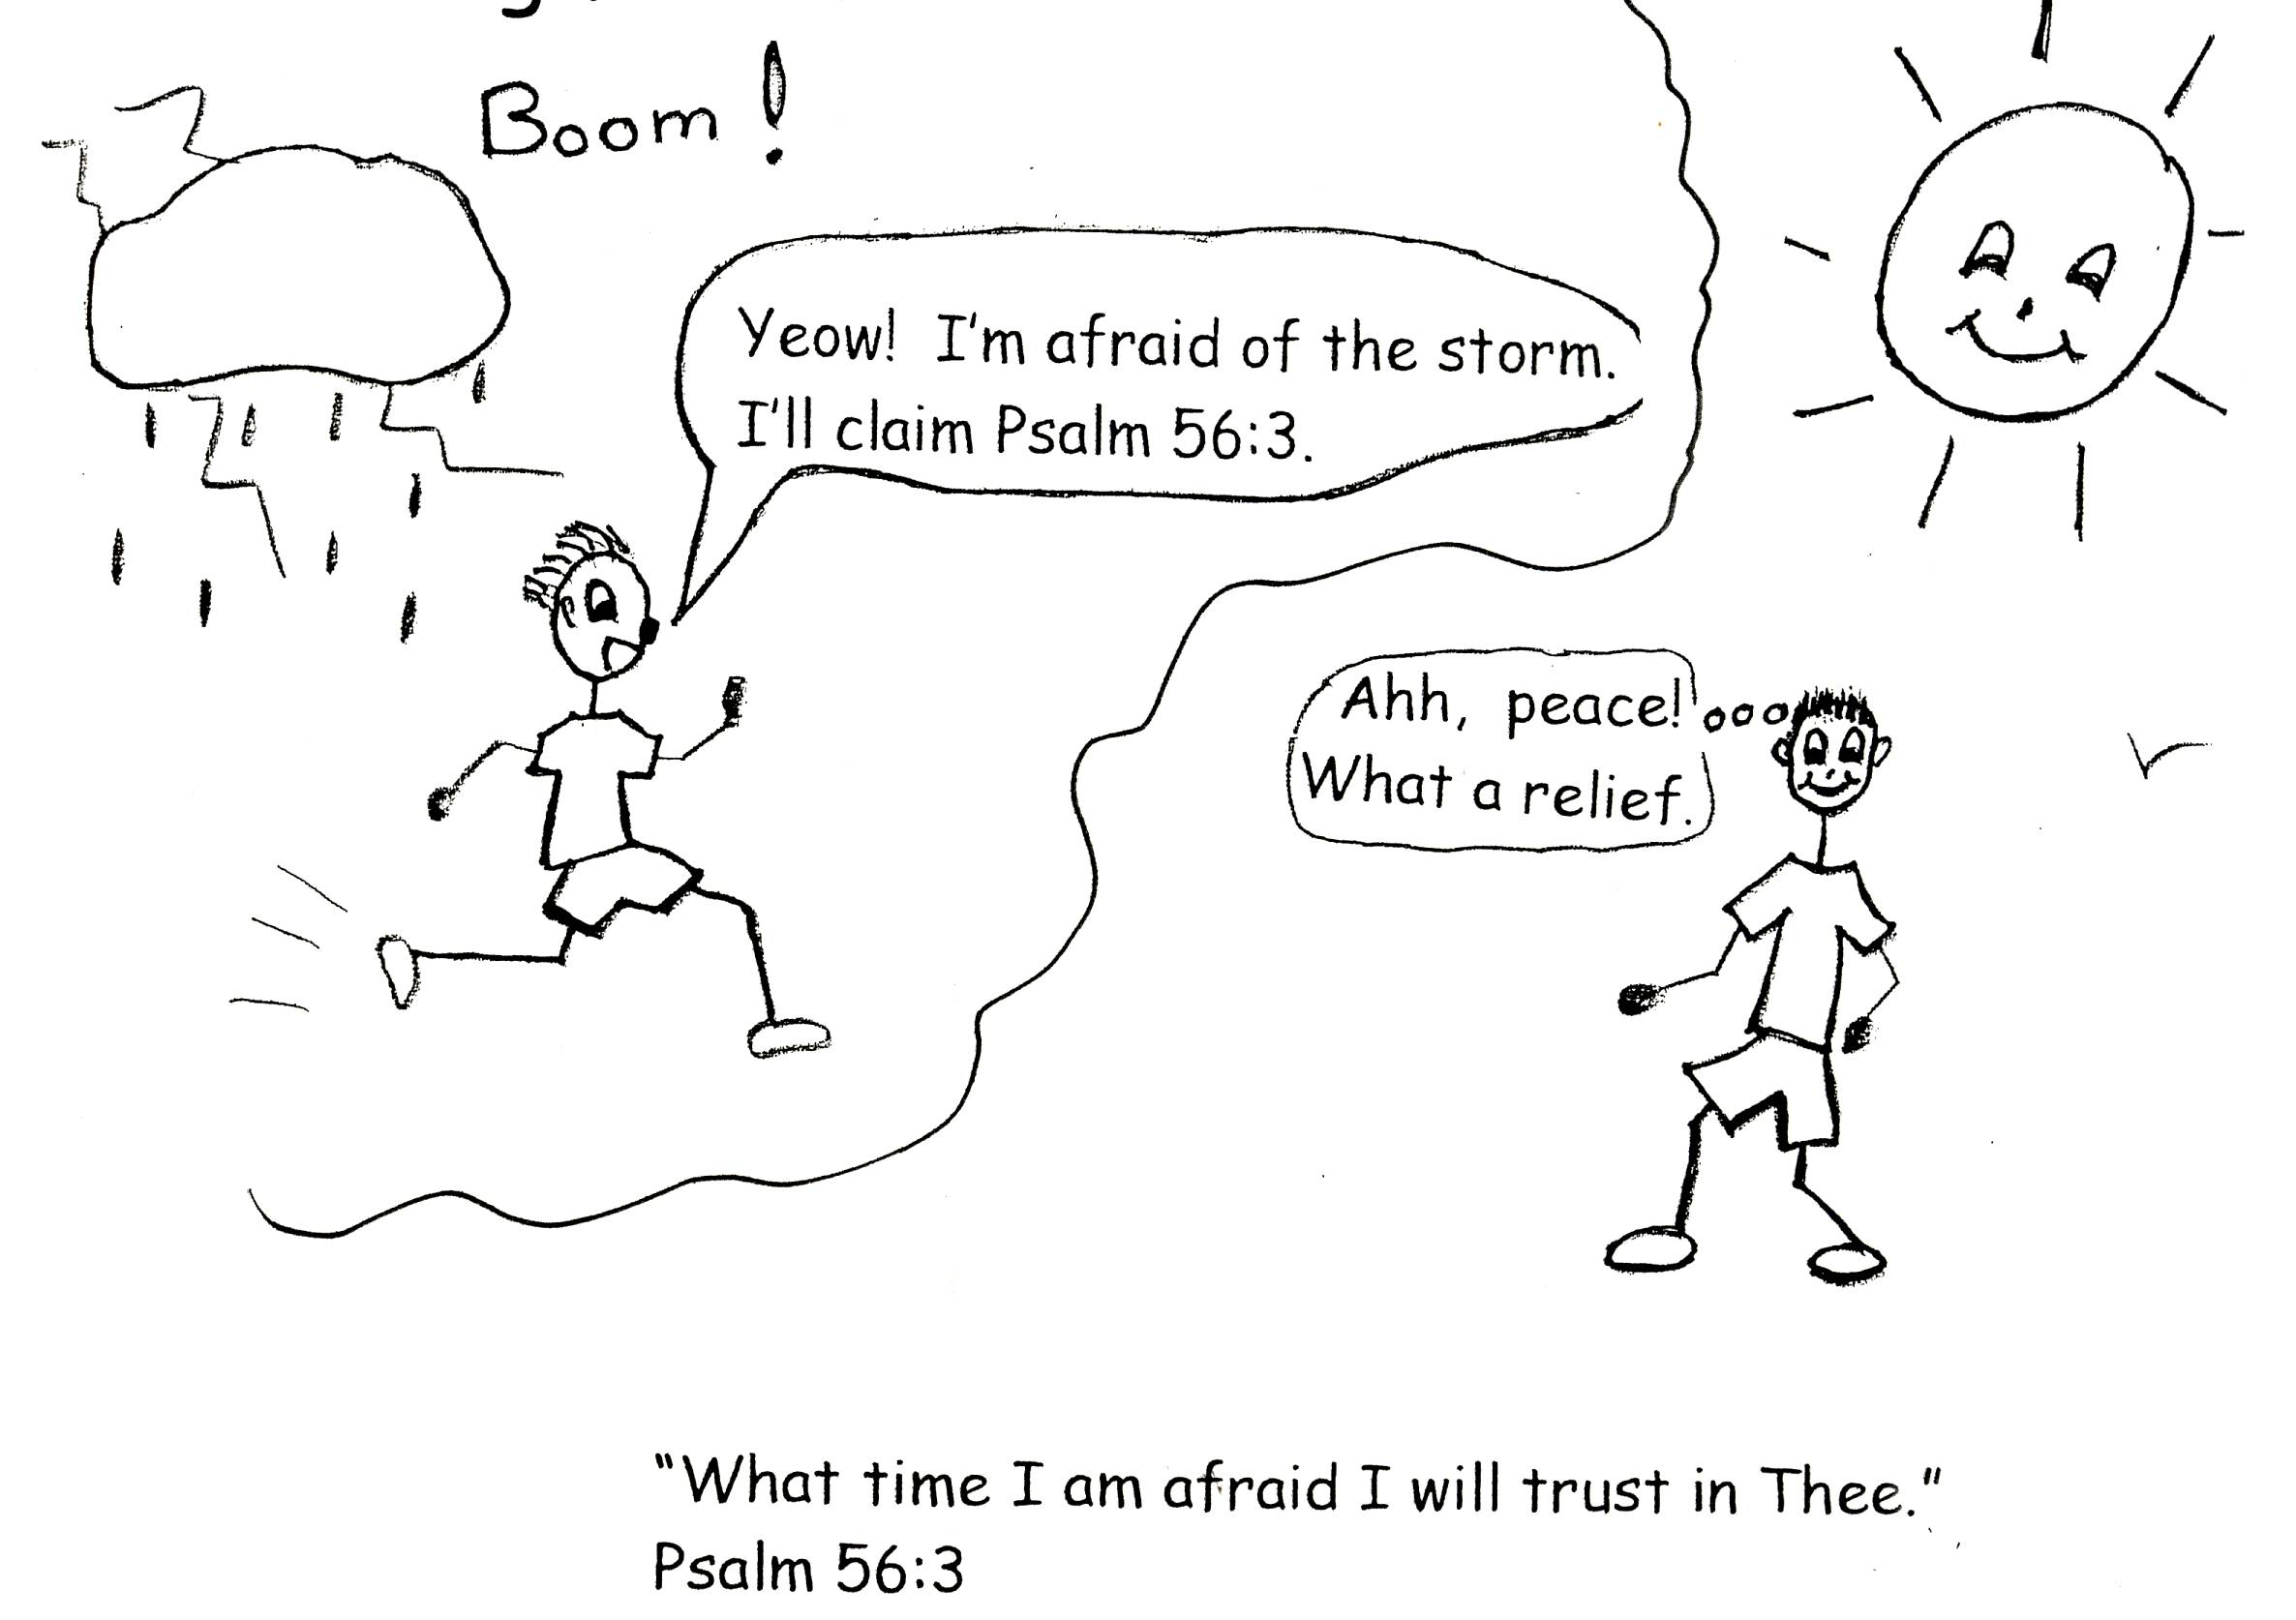 Boom!
Yeow! I'm afraid of the storm.
I'll claim Psalm 56:3.
Ahh, peace!
What a relief.
"What time I am afraid I will trust in Thee."
Psalm 56:3